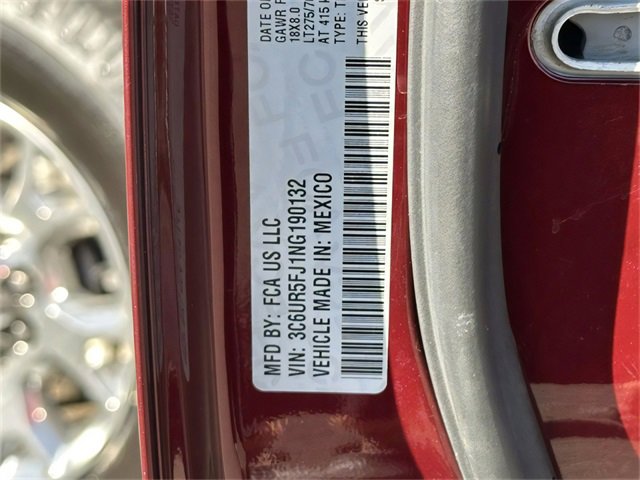 MFD BY: FCA US LLC
VIN: 3C6UR5FJ1NG190132
VEHICLE MADE IN: MEXICO
DATE O
GAWR F
18X8.0
LT275/7
AT 415 k
TYPE: T
THIS VE